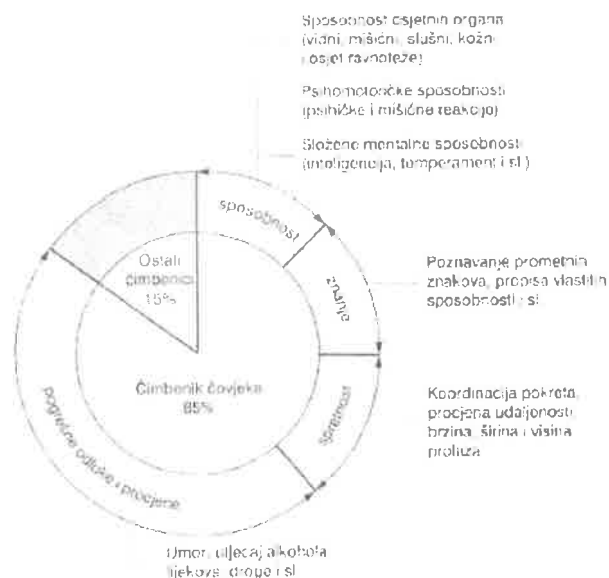 Sposobnost osjetnih organa
(vidni, mišićni, slušni, kožni
i osjet ravnoteže)
Psihomotoričke sposobnosti
(psihičke i mišićne reakcije)
Složene mentalne sposobnosti
(inteligencija, temperament i sl.)
sposobnost
znanje
Ostali
čimbenici
15%
Poznavanje prometnih
znakova, propisa vlastitih
sposobnosti i sl.
Čimbenik čovjeka
85%
spretnost
Koordinacija pokreta,
procjena udaljenosti,
brzina, širina i visina
prolaza
pogrešne odluke i procjene
Umor, utjecaj alkohola,
lijekova, droge i sl.